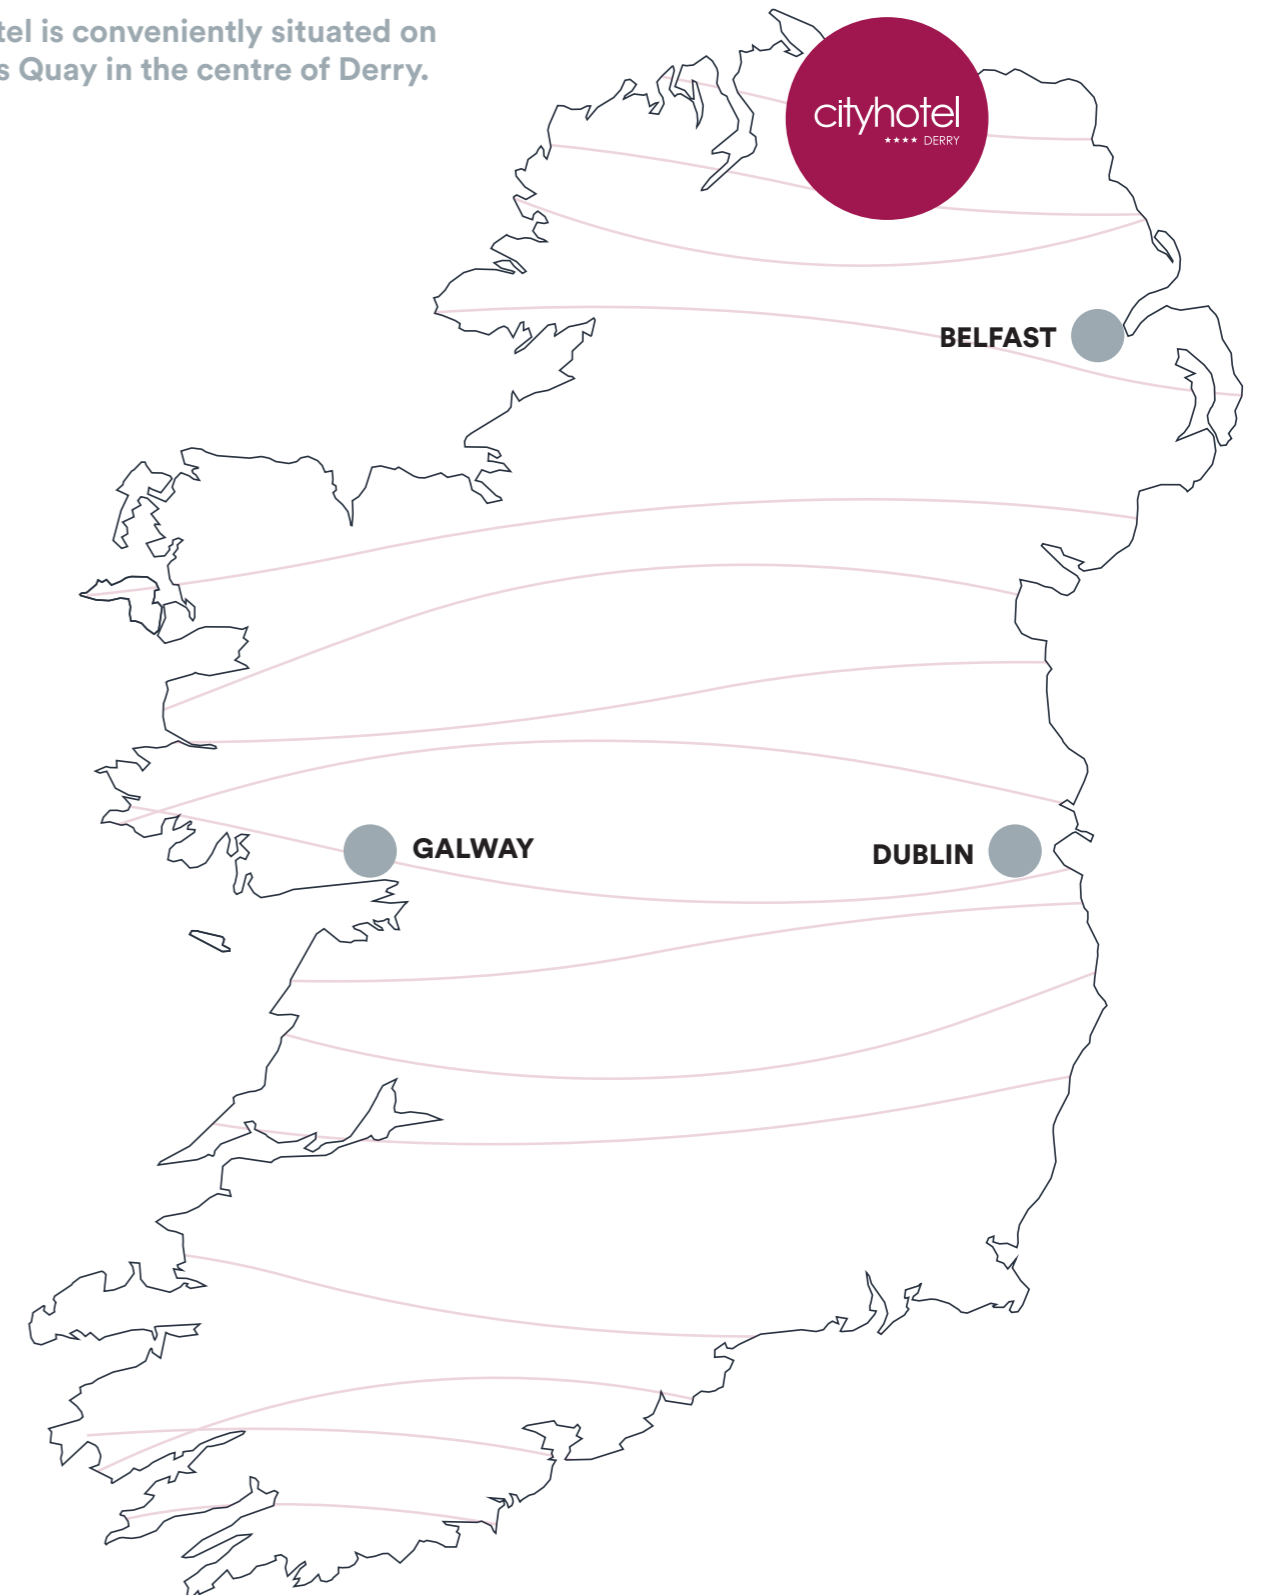 tel is conveniently situated on
s Quay in the centre of Derry.
cityhotel
★★★★ DERRY
BELFAST
GALWAY
DUBLIN